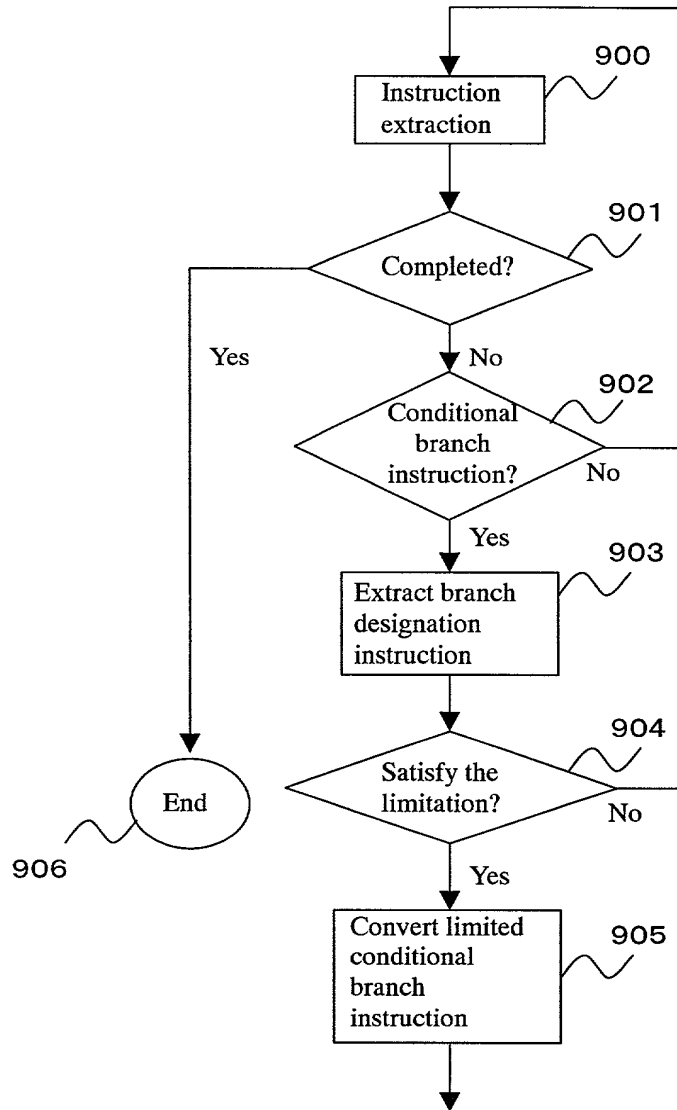 900
Instruction
extraction
901
Completed?
Yes
No
902
Conditional
branch
instruction?
No
Yes
903
Extract branch
designation
instruction
904
Satisfy the
limitation?
No
End
906
Yes
905
Convert limited
conditional
branch
instruction